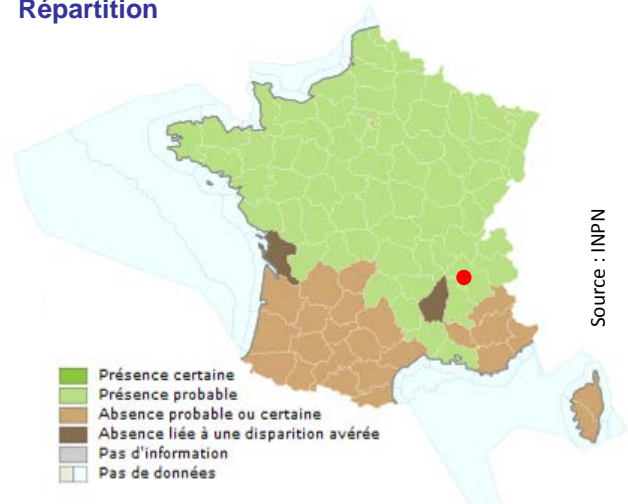 Répartition
Source : INPN
Présence certaine
Présence probable
Absence probable ou certaine
Absence liée à une disparition avérée
Pas d'information
Pas de données